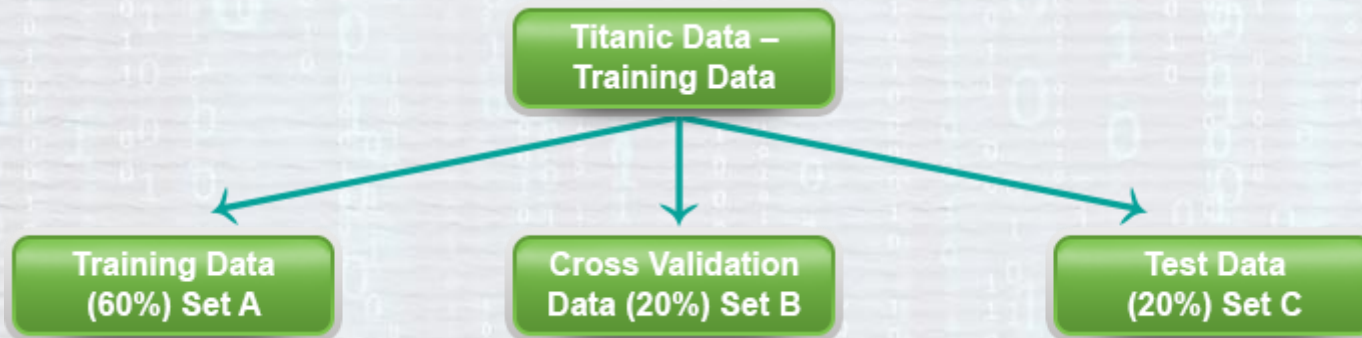 Titanic Data –
Training Data
Training Data
(60%) Set A
Cross Validation
Data (20%) Set B
Test Data
(20%) Set C